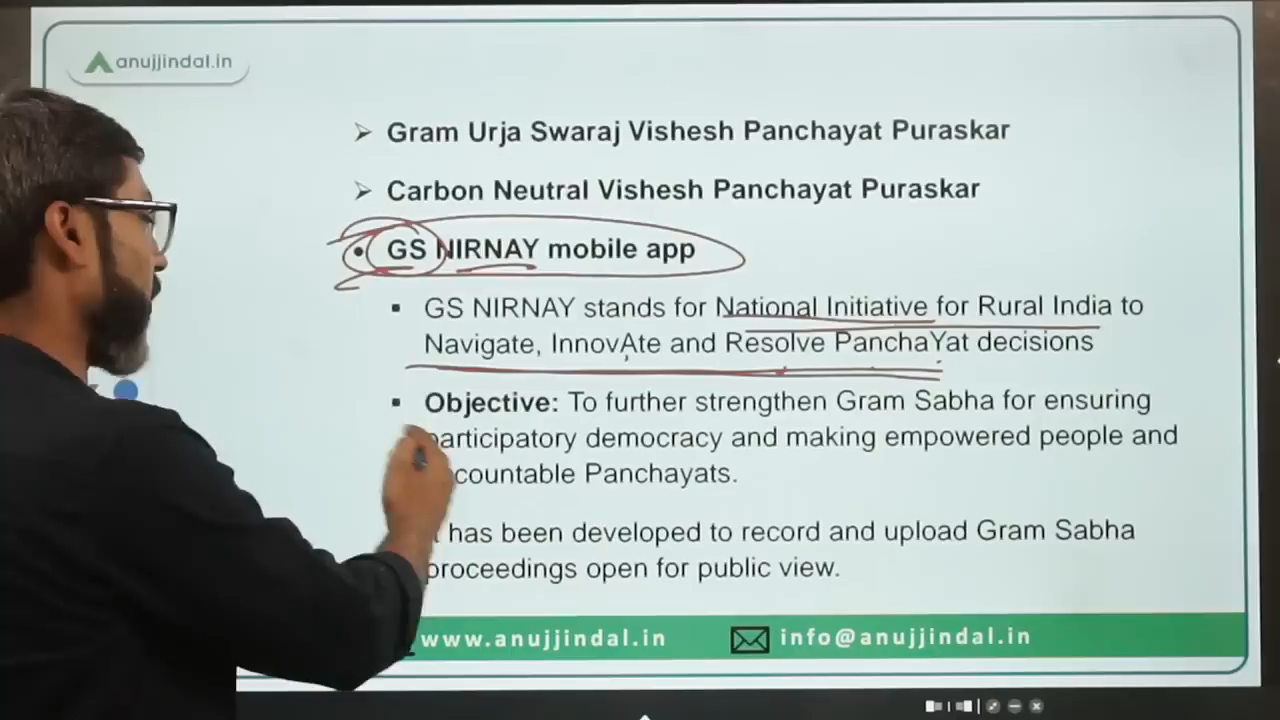 anujjindal.in
Gram Urja Swaraj Vishesh Panchayat Puraskar
Carbon Neutral Vishesh Panchayat Puraskar
GS NIRNAY mobile app
GS NIRNAY stands for National Initiative for Rural India to
Navigate, InnovAte and Resolve PanchaYat decisions
Objective: To further strengthen Gram Sabha for ensuring
participatory democracy and making empowered people and
countable Panchayats.
has been developed to record and upload Gram Sabha
proceedings open for public view.
www.anujjindal.in
info@anujjindal.in